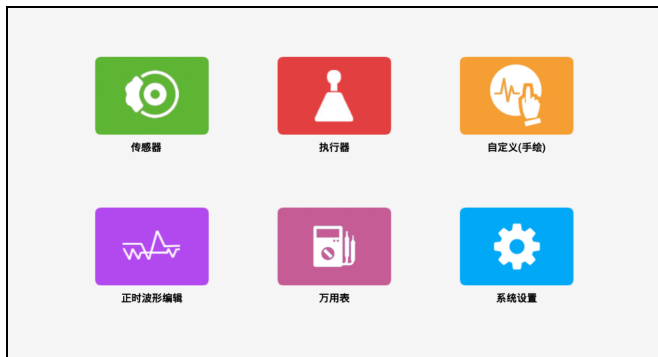 传感器
执行器
自定义(手绘)
正时波形编辑
万用表
系统设置